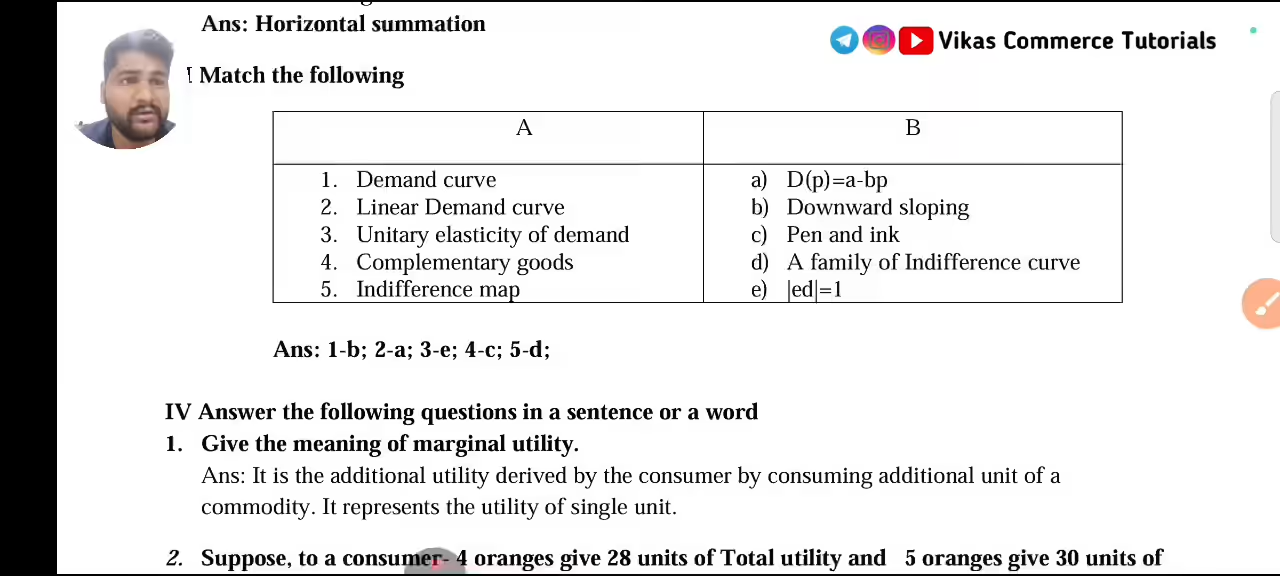 Ans: Horizontal summation
Vikas Commerce Tutorials
Match the following
A B
1. Demand curve a) D(p)=a-bp
2. Linear Demand curve b) Downward sloping
3. Unitary elasticity of demand c) Pen and ink
4. Complementary goods d) A family of Indifference curve
5. Indifference map e) |ed|=1
Ans: 1-b; 2-a; 3-e; 4-c; 5-d;
IV Answer the following questions in a sentence or a word
1. Give the meaning of marginal utility.
Ans: It is the additional utility derived by the consumer by consuming additional unit of a
commodity. It represents the utility of single unit.
2. Suppose, to a consumer- 4 oranges give 28 units of Total utility and 5 oranges give 30 units of